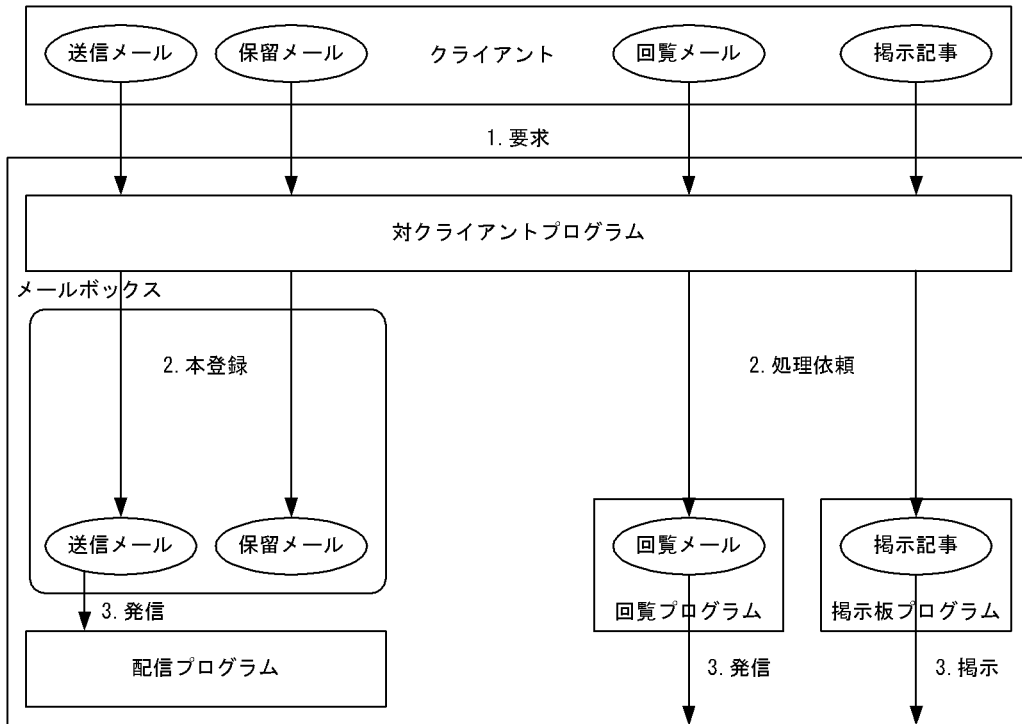 送信メール
保留メール
クライアント
回覧メール
掲示記事
1. 要求
対クライアントプログラム
メールボックス
2. 本登録
2. 処理依頼
送信メール
保留メール
回覧メール
掲示記事
3. 発信
回覧プログラム
掲示板プログラム
配信プログラム
3. 発信
3. 掲示